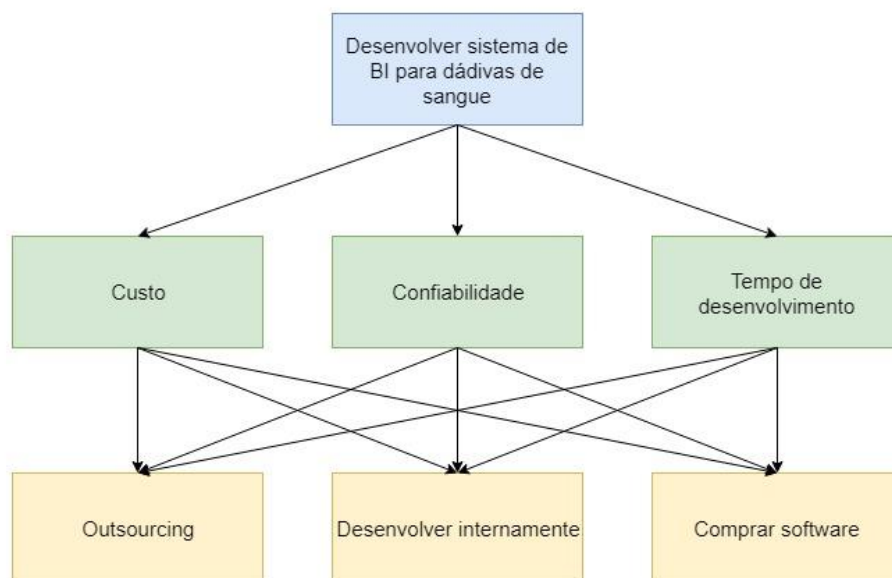 Desenvolver sistema de
BI para dádivas de
sangue
Custo
Confiabilidade
Tempo de
desenvolvimento
Outsourcing
Desenvolver internamente
Comprar software